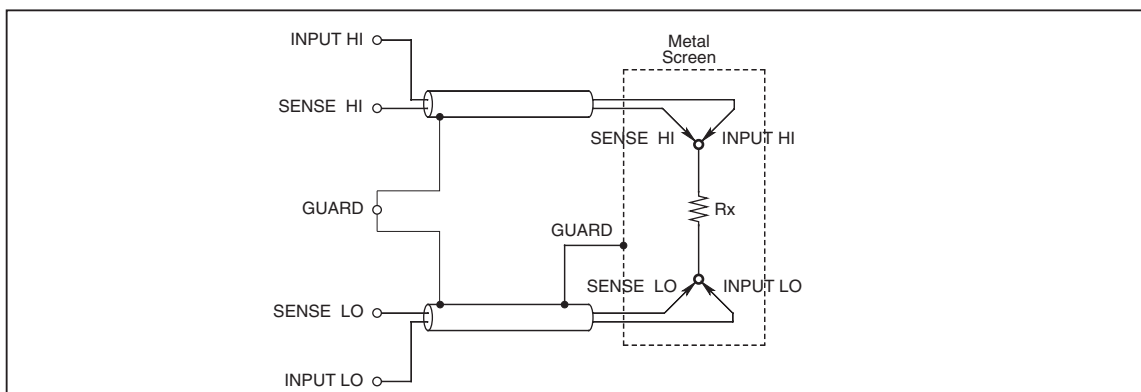 INPUT HI
Metal
Screen
SENSE HI
SENSE HI
INPUT HI
GUARD
Rx
GUARD
SENSE LO
INPUT LO
SENSE LO
INPUT LO